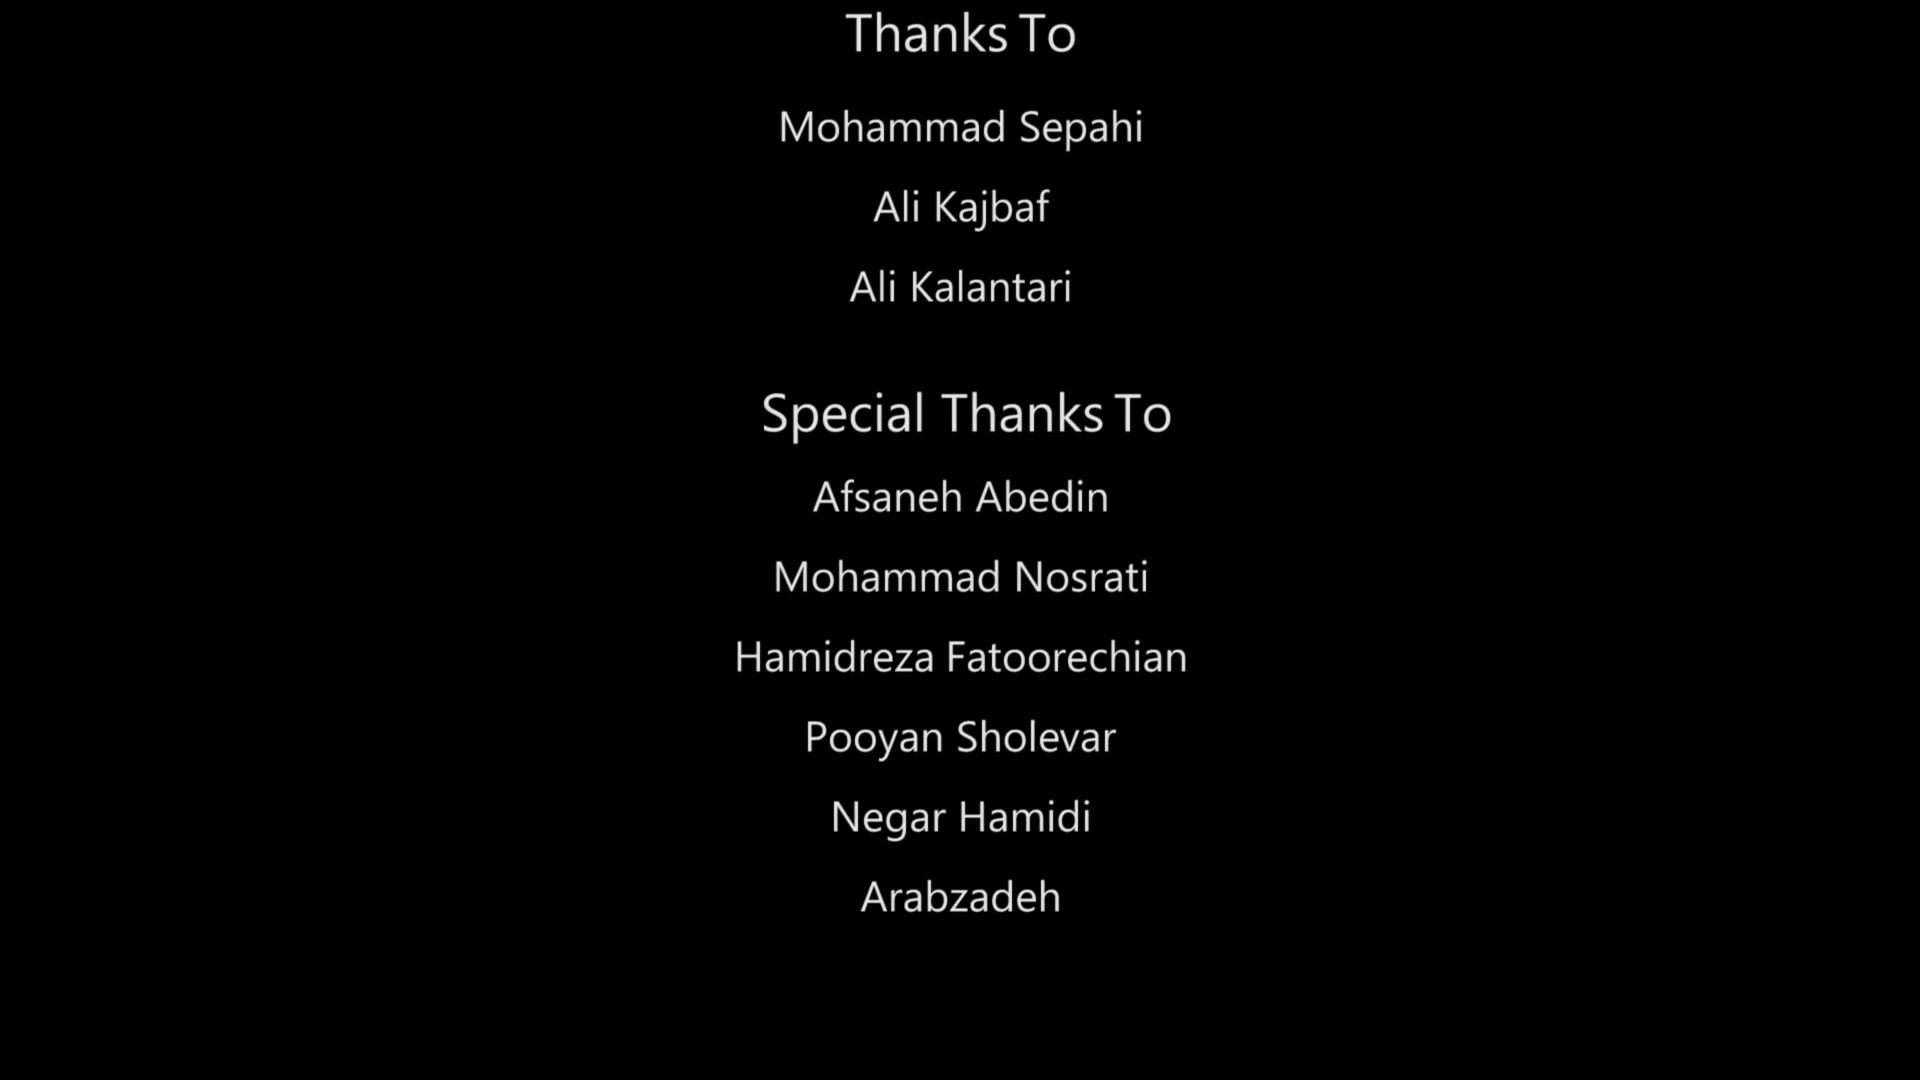 Thanks To
Mohammad Sepahi
Ali Kajbaf
Ali Kalantari
Special Thanks To
Afsaneh Abedin
Mohammad Nosrati
Hamidreza Fatoorechian
Pooyan Sholevar
Negar Hamidi
Arabzadeh